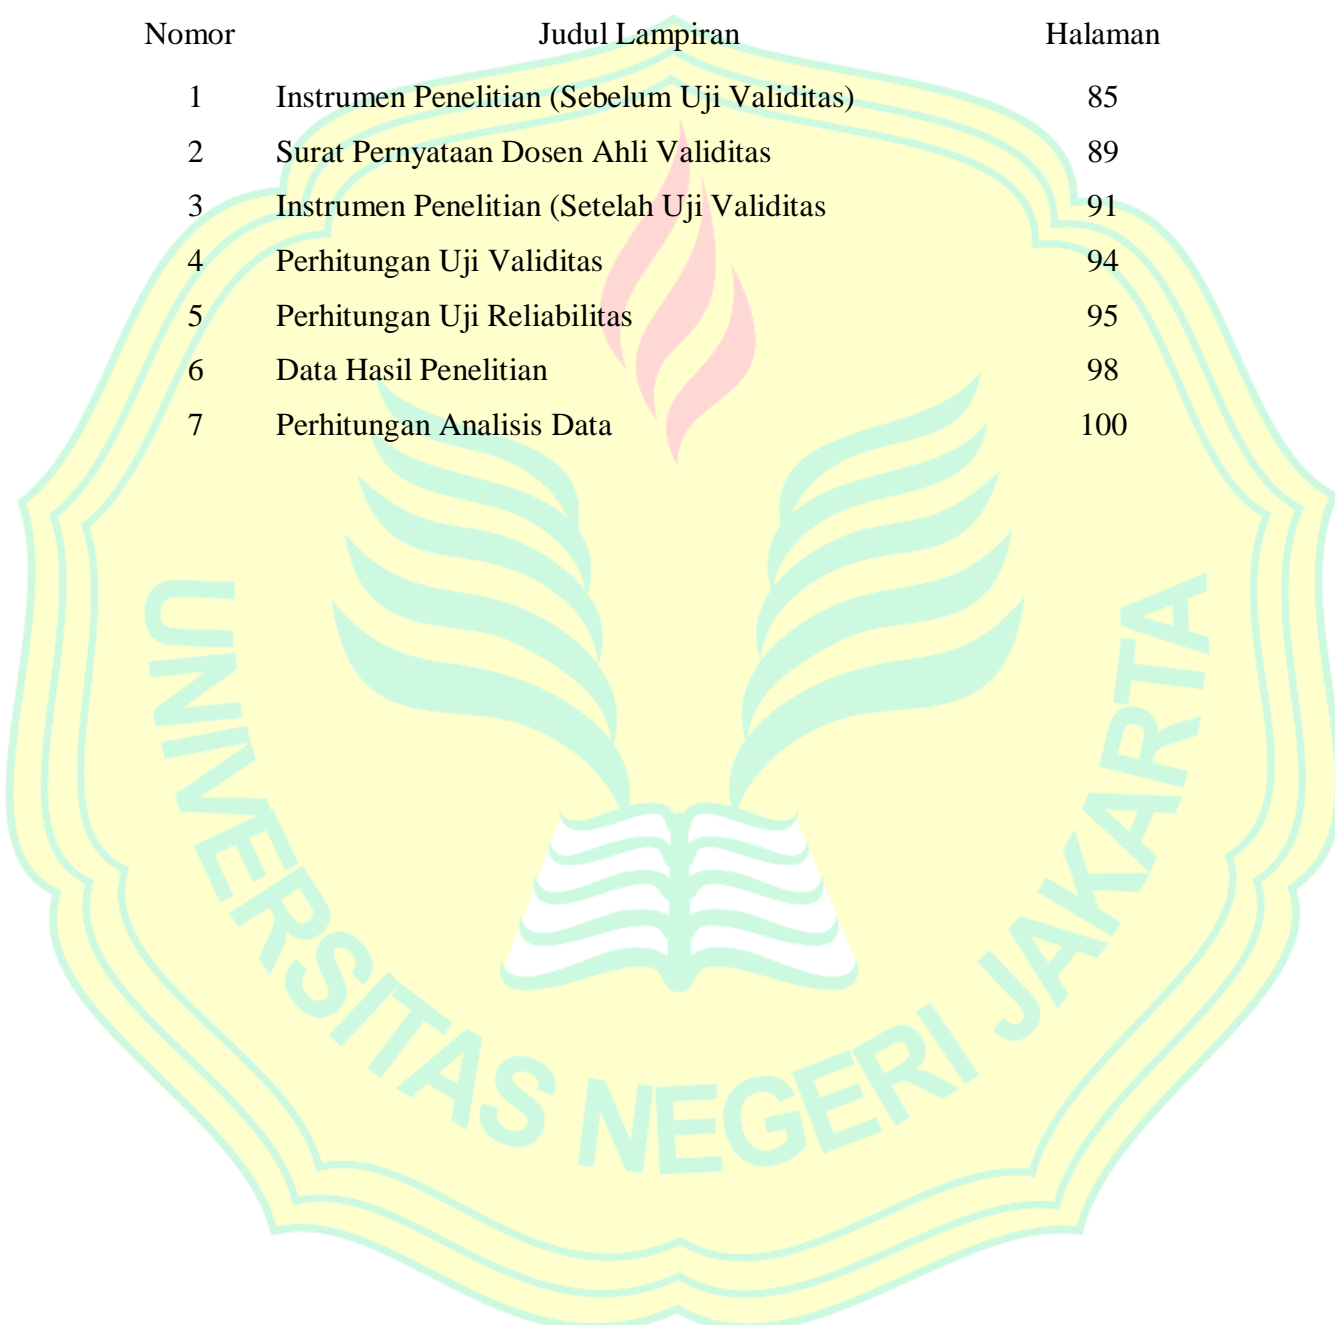 Nomor Judul Lampiran Halaman
1 Instrumen Penelitian (Sebelum Uji Validitas) 85
2 Surat Pernyataan Dosen Ahli Validitas 89
3 Instrumen Penelitian (Setelah Uji Validitas 91
4 Perhitungan Uji Validitas 94
5 Perhitungan Uji Reliabilitas 95
6 Data Hasil Penelitian 98
7 Perhitungan Analisis Data 100
UNIVERSITAS NEGERI JAKARTA